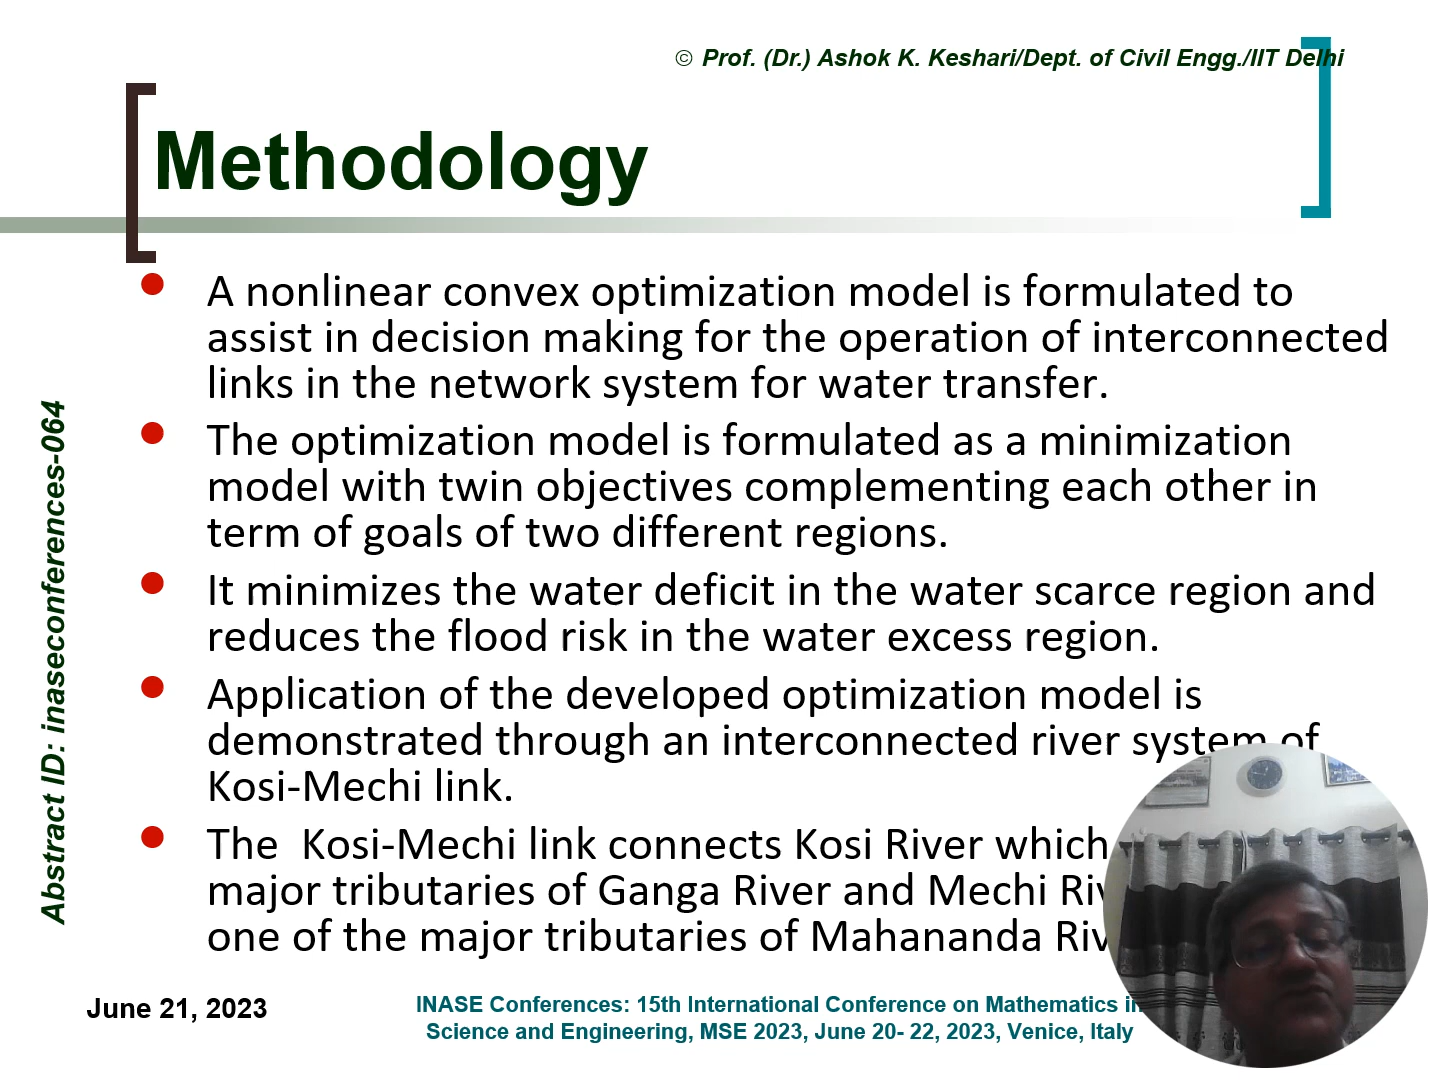 © Prof. (Dr.) Ashok K. Keshari/Dept. of Civil Engg./IIT Delhi
Methodology
A nonlinear convex optimization model is formulated to
assist in decision making for the operation of interconnected
links in the network system for water transfer.
The optimization model is formulated as a minimization
model with twin objectives complementing each other in
term of goals of two different regions.
It minimizes the water deficit in the water scarce region and
reduces the flood risk in the water excess region.
Application of the developed optimization model is
demonstrated through an interconnected river system of
Kosi-Mechi link.
The Kosi-Mechi link connects Kosi River which
major tributaries of Ganga River and Mechi
one of the major tributaries of Mahananda
Abstract ID: inaseconferences-064
June 21, 2023
INASE Conferences: 15th International Conference on Mathematics in
Science and Engineering, MSE 2023, June 20- 22, 2023, Venice, Italy